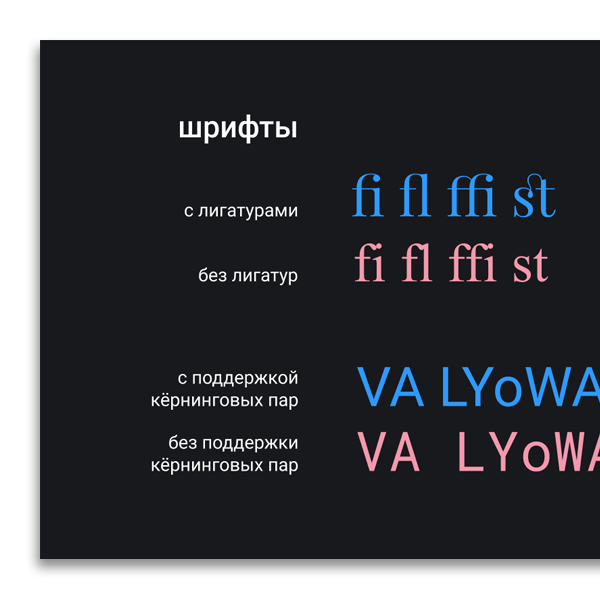 шрифты
с лигатурами
fi fl ffi st
без лигатур
fi fl ffi st
с поддержкой
кёрнинговых пар
VA LYoWA
без поддержки
кёрнинговых пар
VA LYoWA